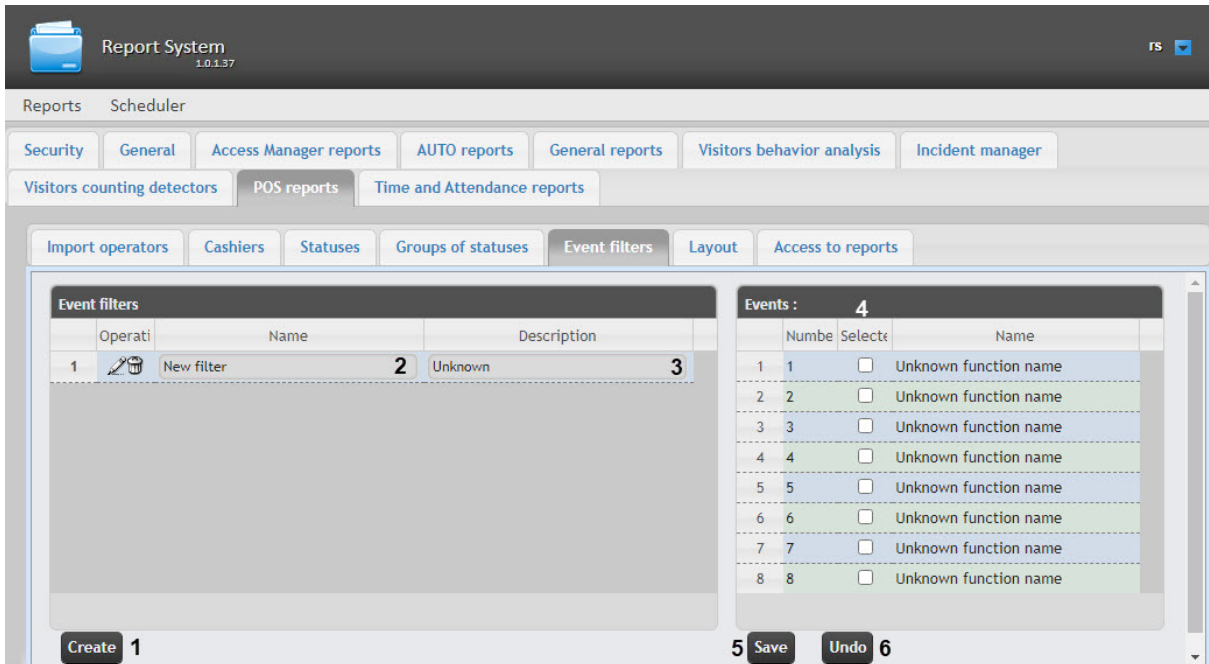 Report System
1.0.1.37
rs
Reports Scheduler
Security General Access Manager reports AUTO reports General reports Visitors behavior analysis Incident manager
Visitors counting detectors POS reports Time and Attendance reports
Import operators Cashiers Statuses Groups of statuses Event filters Layout Access to reports
Event filters
Operati Name Description
1 New filter 2 Unknown 3
Events : 4
Numbe Selecte Name
1 1 Unknown function name
2 2 Unknown function name
3 3 Unknown function name
4 4 Unknown function name
5 5 Unknown function name
6 6 Unknown function name
7 7 Unknown function name
8 8 Unknown function name
Create 1
5 Save Undo 6